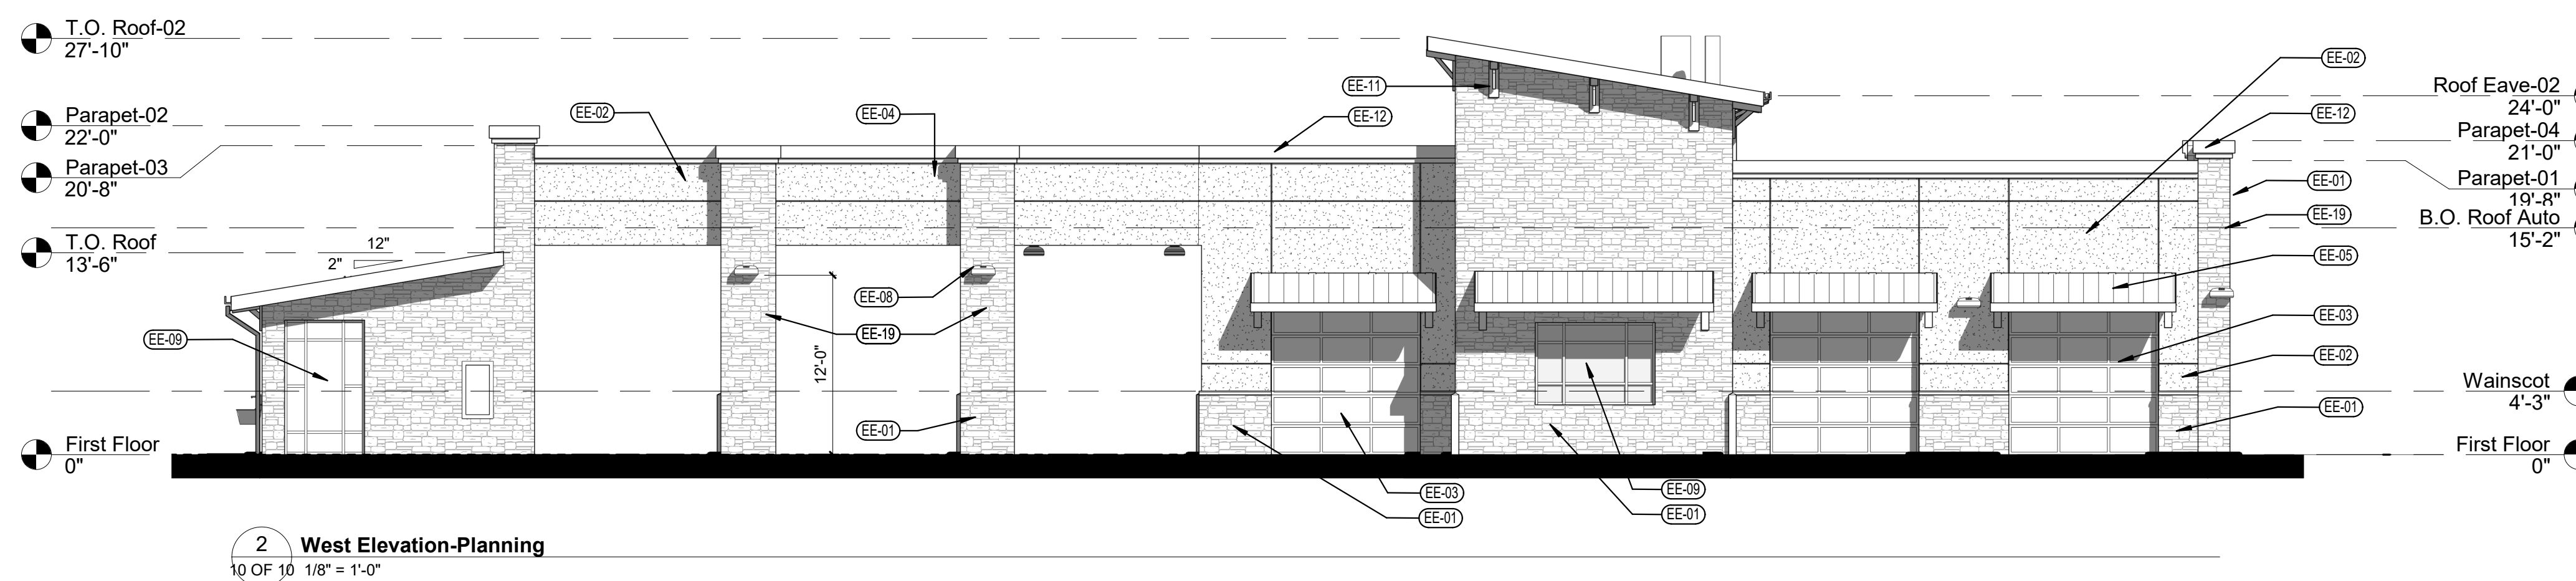 T.O. Roof-02
27'-10"
Parapet-02
22'-0"
Parapet-03
20'-8"
T.O. Roof
13'-6"
First Floor
0"
12"
2"
EE-09
EE-02
EE-04
EE-08
EE-19
EE-01
12'-0"
EE-11
EE-12
EE-03
EE-01
EE-09
EE-01
EE-02
EE-12
EE-01
EE-19
EE-05
EE-03
EE-02
EE-01
Roof Eave-02
24'-0"
Parapet-04
21'-0"
Parapet-01
19'-8"
B.O. Roof Auto
15'-2"
Wainscot
4'-3"
First Floor
0"
2
West Elevation-Planning
10 OF 10
1/8" = 1'-0"